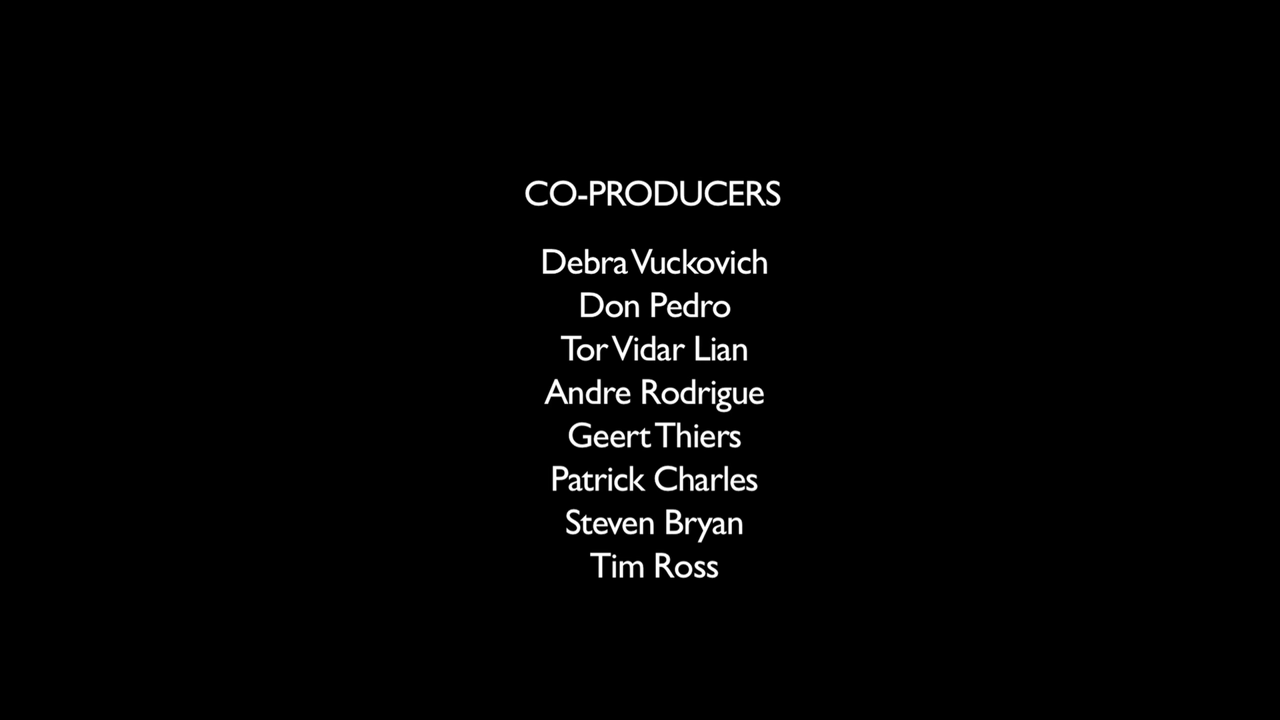 CO-PRODUCERS
Debra Vuckovich
Don Pedro
Tor Vidar Lian
Andre Rodrigue
Geert Thiers
Patrick Charles
Steven Bryan
Tim Ross